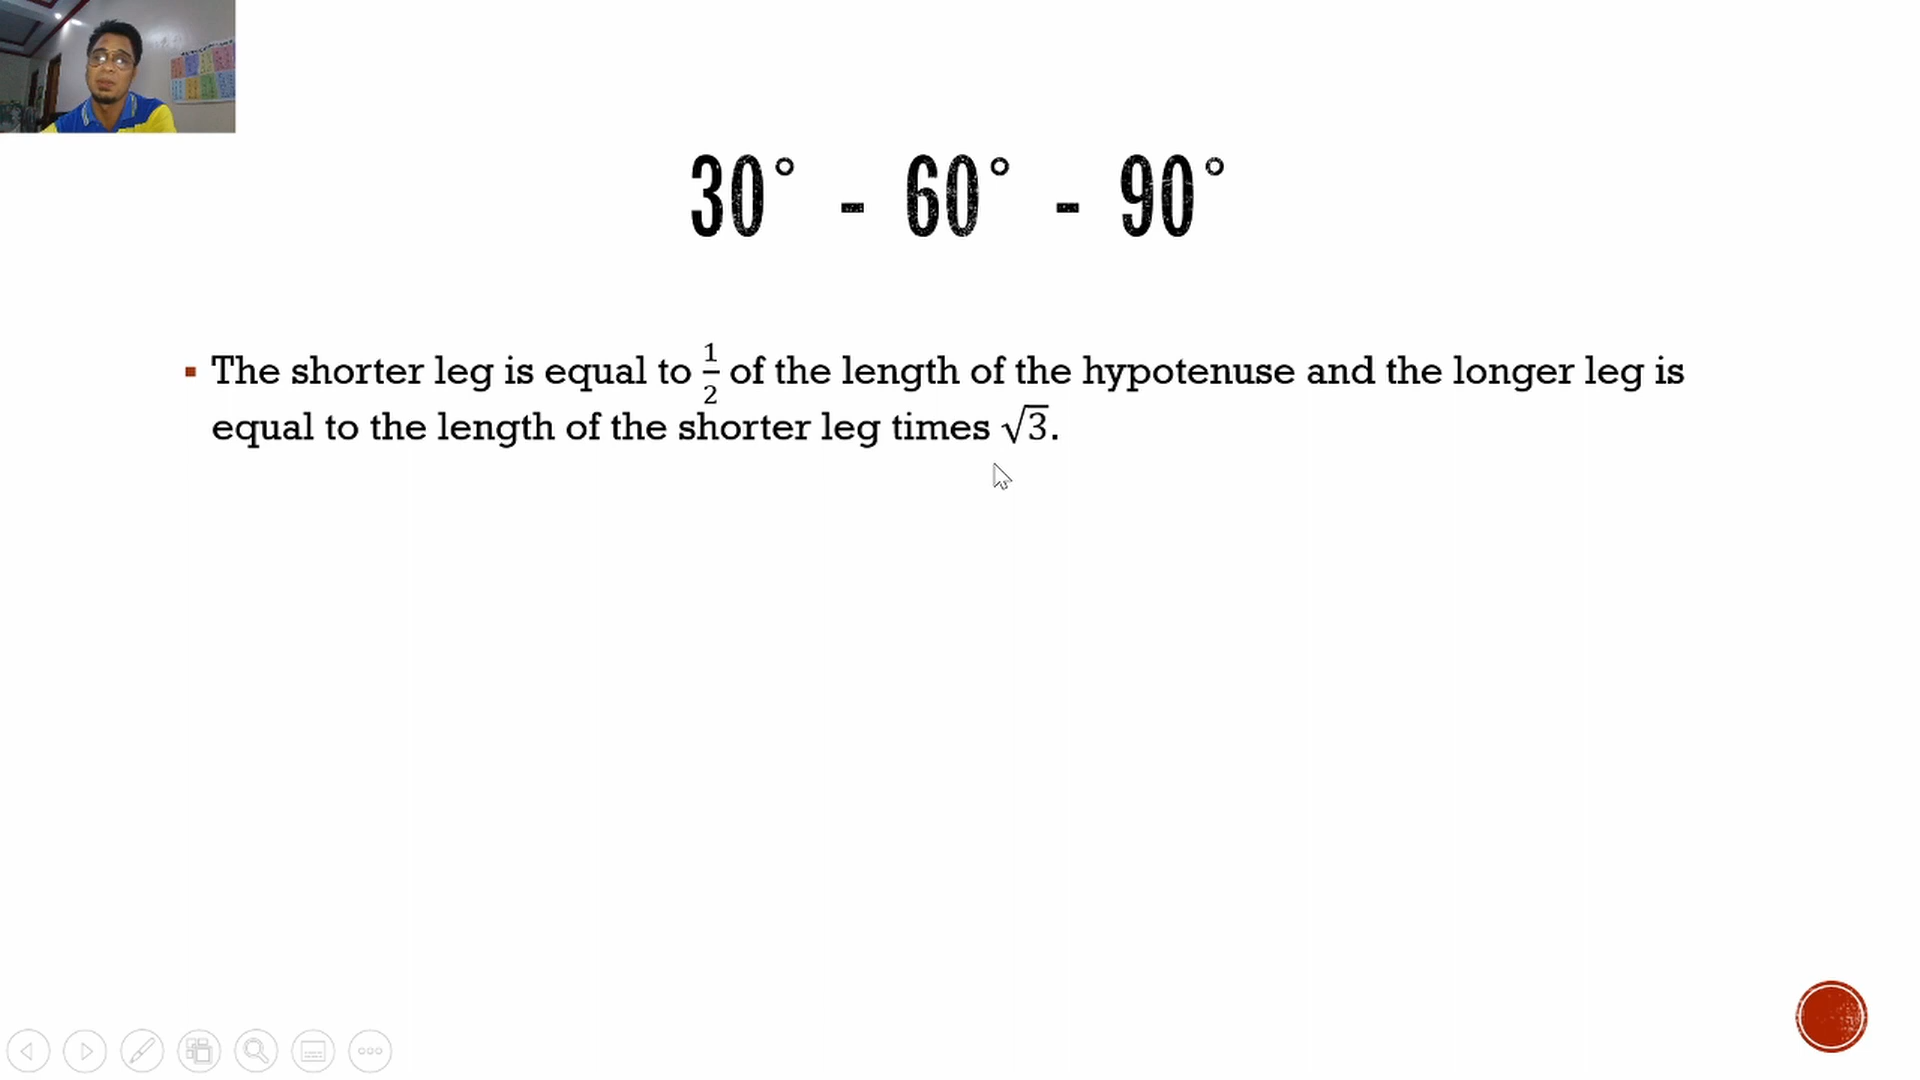 30° - 60° - 90°
▪ The shorter leg is equal to 1/2 of the length of the hypotenuse and the longer leg is
equal to the length of the shorter leg times √3.